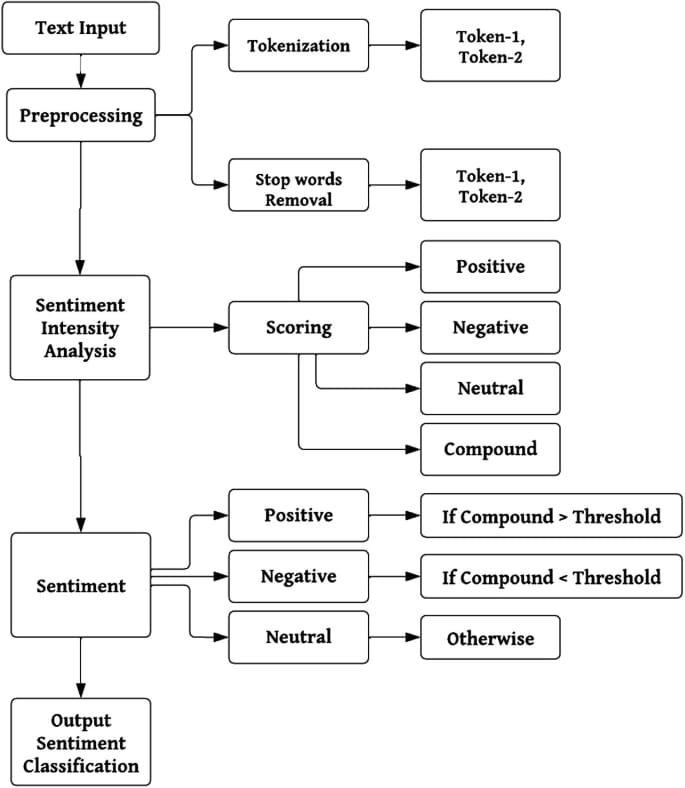 Text Input
Tokenization
Token-1,
Token-2
Preprocessing
Stop words
Removal
Token-1,
Token-2
Sentiment
Intensity
Analysis
Scoring
Positive
Negative
Neutral
Compound
Sentiment
Positive
If Compound > Threshold
Negative
If Compound < Threshold
Neutral
Otherwise
Output
Sentiment
Classification